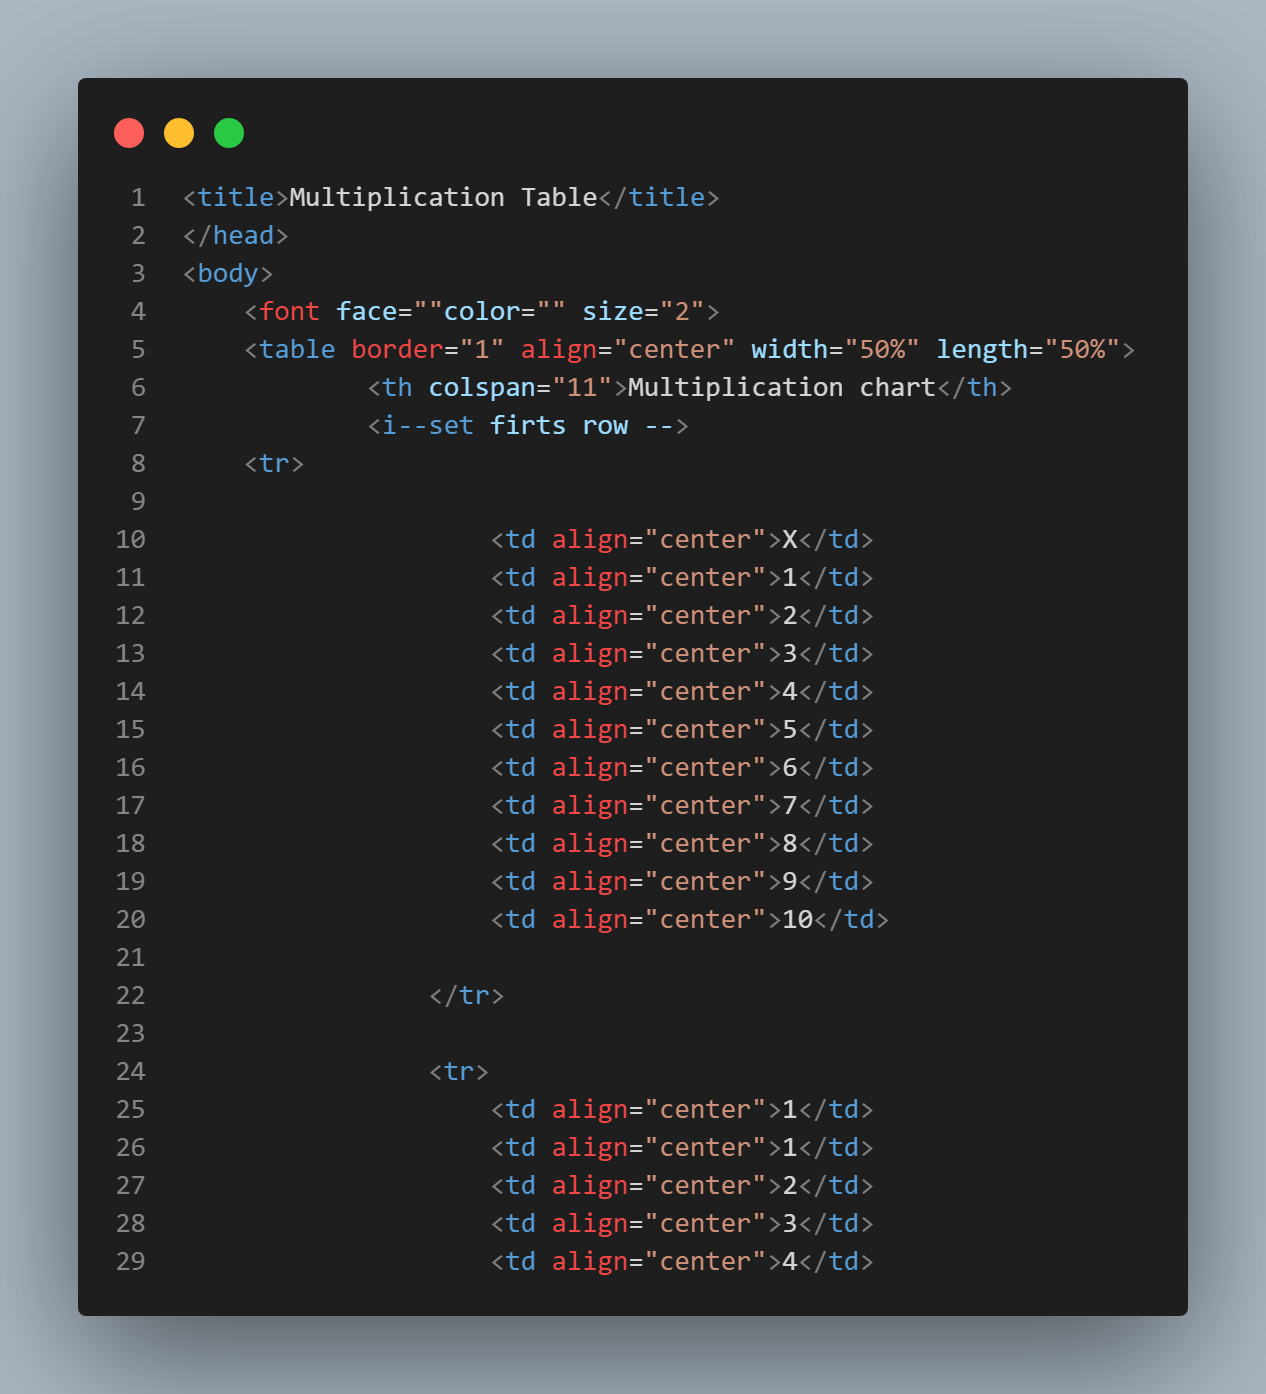 1 <title>Multiplication Table</title>
2 </head>
3 <body>
4     <font face=""color="" size="2">
5     <table border="1" align="center" width="50%" length="50%">
6             <th colspan="11">Multiplication chart</th>
7             <i--set firts row -->
8     <tr>
9
10                     <td align="center">X</td>
11                     <td align="center">1</td>
12                     <td align="center">2</td>
13                     <td align="center">3</td>
14                     <td align="center">4</td>
15                     <td align="center">5</td>
16                     <td align="center">6</td>
17                     <td align="center">7</td>
18                     <td align="center">8</td>
19                     <td align="center">9</td>
20                     <td align="center">10</td>
21
22                 </tr>
23
24                 <tr>
25                     <td align="center">1</td>
26                     <td align="center">1</td>
27                     <td align="center">2</td>
28                     <td align="center">3</td>
29                     <td align="center">4</td>